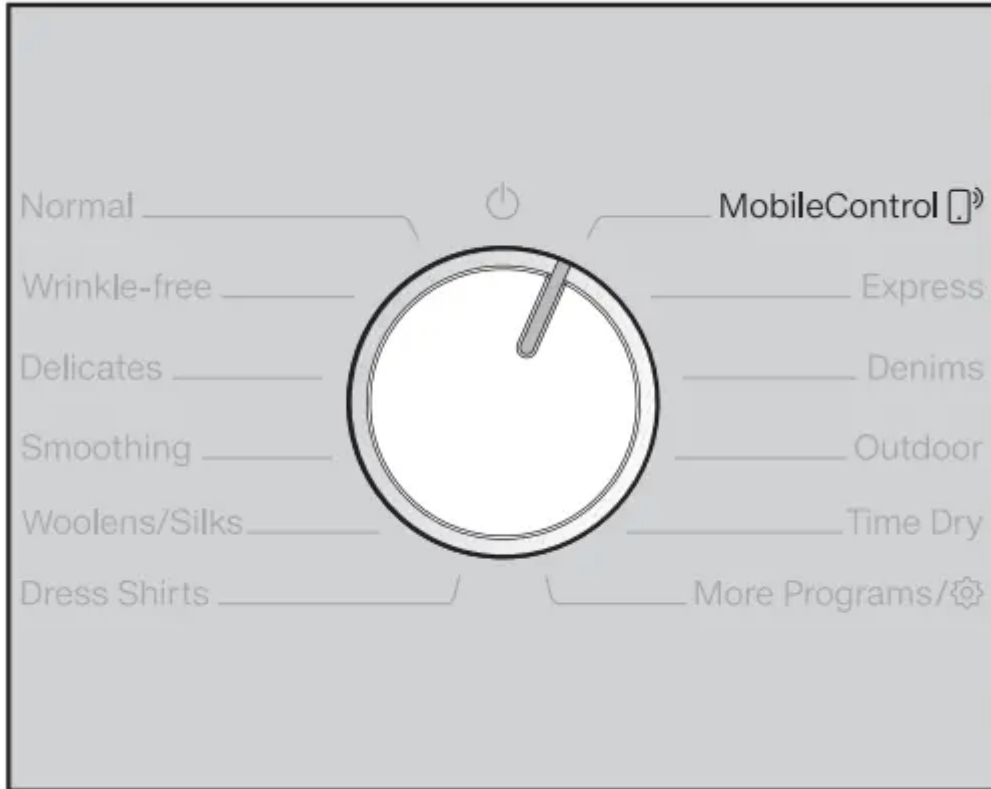 Normal
MobileControl
Wrinkle-free
Express
Delicates
Denims
Smoothing
Outdoor
Woolens/Silks
Time Dry
Dress Shirts
More Programs/